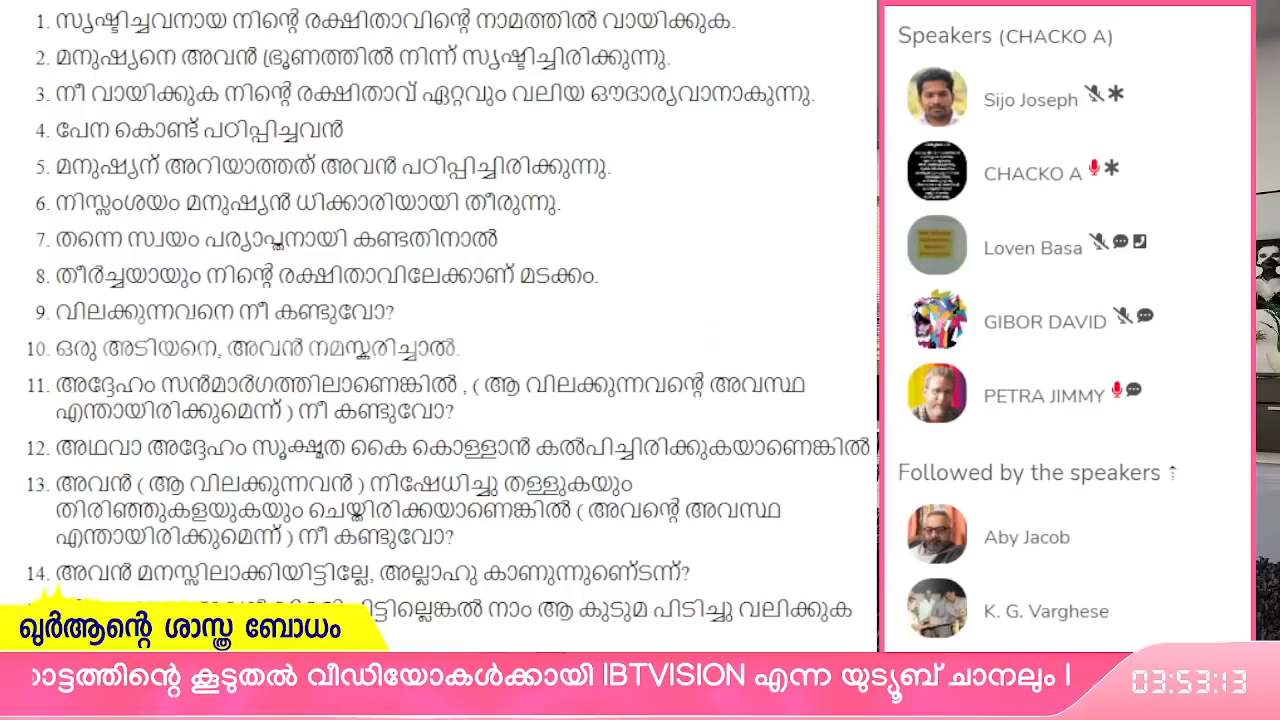 1. സൃഷ്ടിച്ചവനായ നിന്റെ രക്ഷിതാവിന്റെ നാമത്തിൽ വായിക്കുക.
2. മനുഷ്യനെ അവൻ ഭ്രൂണത്തിൽ നിന്ന് സൃഷ്ടിച്ചിരിക്കുന്നു.
3. നീ വായിക്കുക നിന്റെ രക്ഷിതാവ് ഏറ്റവും വലിയ ഔദാര്യവാനാകുന്നു.
4. പേന കൊണ്ട് പഠിപ്പിച്ചവൻ
5. മനുഷ്യന് അവനറിയാത്തത് അവൻ പഠിപ്പിച്ചിരിക്കുന്നു.
6. നിസ്സംശയം മനുഷ്യൻ ധിക്കാരിയായി തീരുന്നു.
7. തന്നെ സ്വയം പര്യാപ്തനായി കണ്ടതിനാൽ
8. തീർച്ചയായും നിന്റെ രക്ഷിതാവിലേക്കാണ് മടക്കം.
9. വിലക്കുന്നവനെ നീ കണ്ടുവോ?
10. ഒരു അടിയനെ, അവൻ നമസ്കരിച്ചാൽ.
11. അദ്ദേഹം സൻമാർഗത്തിലാണെങ്കിൽ , ( ആ വിലക്കുന്നവന്റെ അവസ്ഥ
എന്തായിരിക്കുമെന്ന് ) നീ കണ്ടുവോ?
12. അഥവാ അദ്ദേഹം സൂക്ഷ്മത കൈ കൊള്ളാൻ കൽപിച്ചിരിക്കുകയാണെങ്കിൽ
13. അവൻ ( ആ വിലക്കുന്നവൻ ) നിഷേധിച്ചു തള്ളുകയും
തിരിഞ്ഞുകളയുകയും ചെയ്തിരിക്കയാണെങ്കിൽ ( അവന്റെ അവസ്ഥ
എന്തായിരിക്കുമെന്ന് ) നീ കണ്ടുവോ?
14. അവൻ മനസ്സിലാക്കിയിട്ടില്ലേ, അല്ലാഹു കാണുന്നുണ്ടെന്ന്?
നാം ആ കുടുമ പിടിച്ചു വലിക്കുക
ഖുർആന്റെ ശാസ്ത്ര ബോധം
കൂടുതൽ വീഡിയോകൾക്കായി IBTVISION എന്ന യുട്യൂബ് ചാനലും
03:53:13
Speakers (CHACKO A)
Sijo Joseph
CHACKO A
Loven Basa
GIBOR DAVID
PETRA JIMMY
Followed by the speakers
Aby Jacob
K. G. Varghese